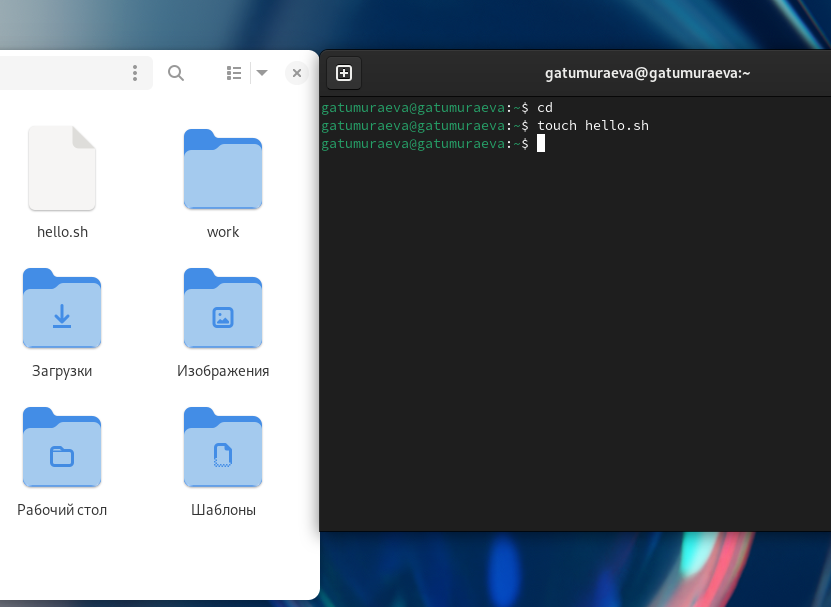 hello.sh
work
Загрузки
Изображения
Рабочий стол
Шаблоны
gatumuraeva@gatumuraeva:~
gatumuraeva@gatumuraeva:~$ cd
gatumuraeva@gatumuraeva:~$ touch hello.sh
gatumuraeva@gatumuraeva:~$